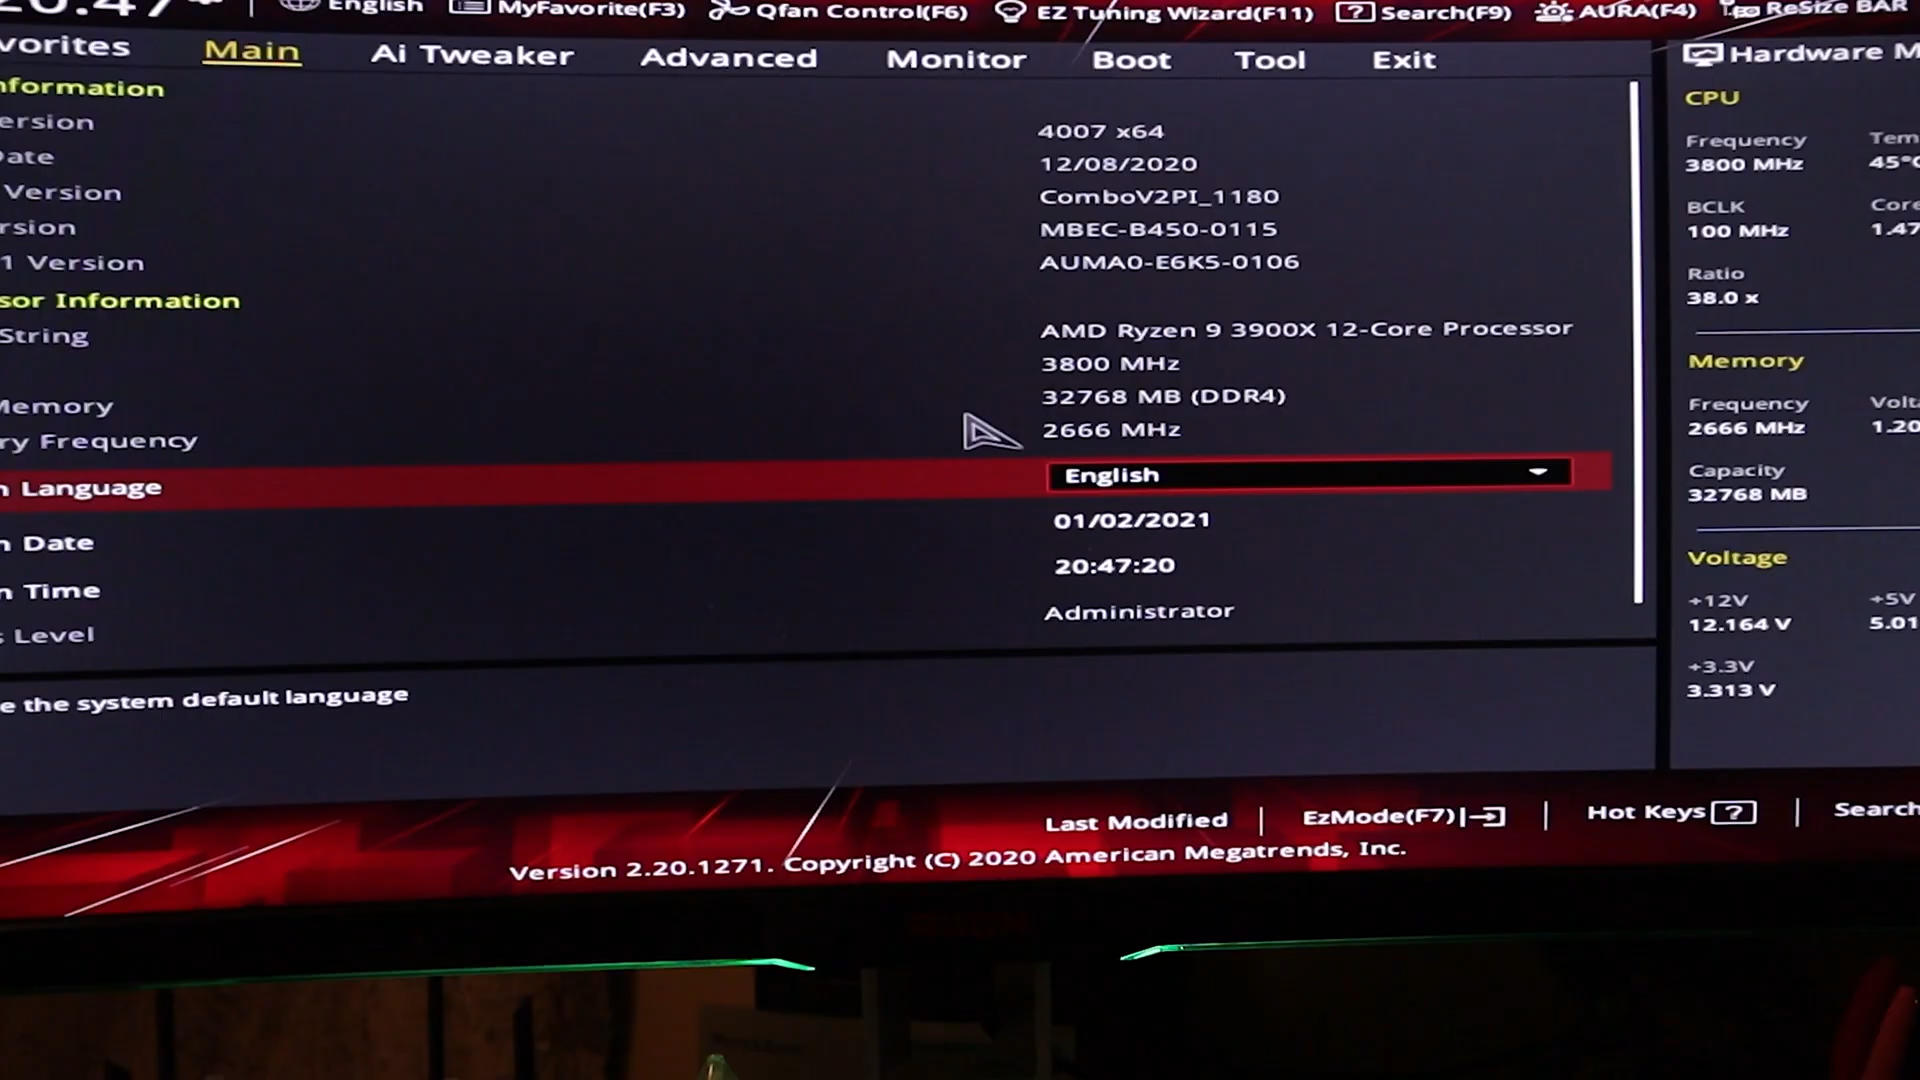 20:47
English MyFavorite(F3) Qfan Control(F6) EZ Tuning Wizard(F11) Search(F9) AURA(F4) ReSize BAR
vorites Main Ai Tweaker Advanced Monitor Boot Tool Exit
nformation
ersion 4007 x64
Date 12/08/2020
Version ComboV2PI_1180
rsion MBEC-B450-0115
1 Version AUMA0-E6K5-0106
sor Information
String AMD Ryzen 9 3900X 12-Core Processor
3800 MHz
Memory 32768 MB (DDR4)
ry Frequency 2666 MHz
n Language English
n Date 01/02/2021
n Time 20:47:20
s Level Administrator
e the system default language
Hardware M
CPU
Frequency Tem
3800 MHz 45°C
BCLK Core
100 MHz 1.47
Ratio
38.0 x
Memory
Frequency Volta
2666 MHz 1.20
Capacity
32768 MB
Voltage
+12V +5V
12.164 V 5.01
+3.3V
3.313 V
Last Modified | EzMode(F7) | Hot Keys ? | Search
Version 2.20.1271. Copyright (C) 2020 American Megatrends, Inc.